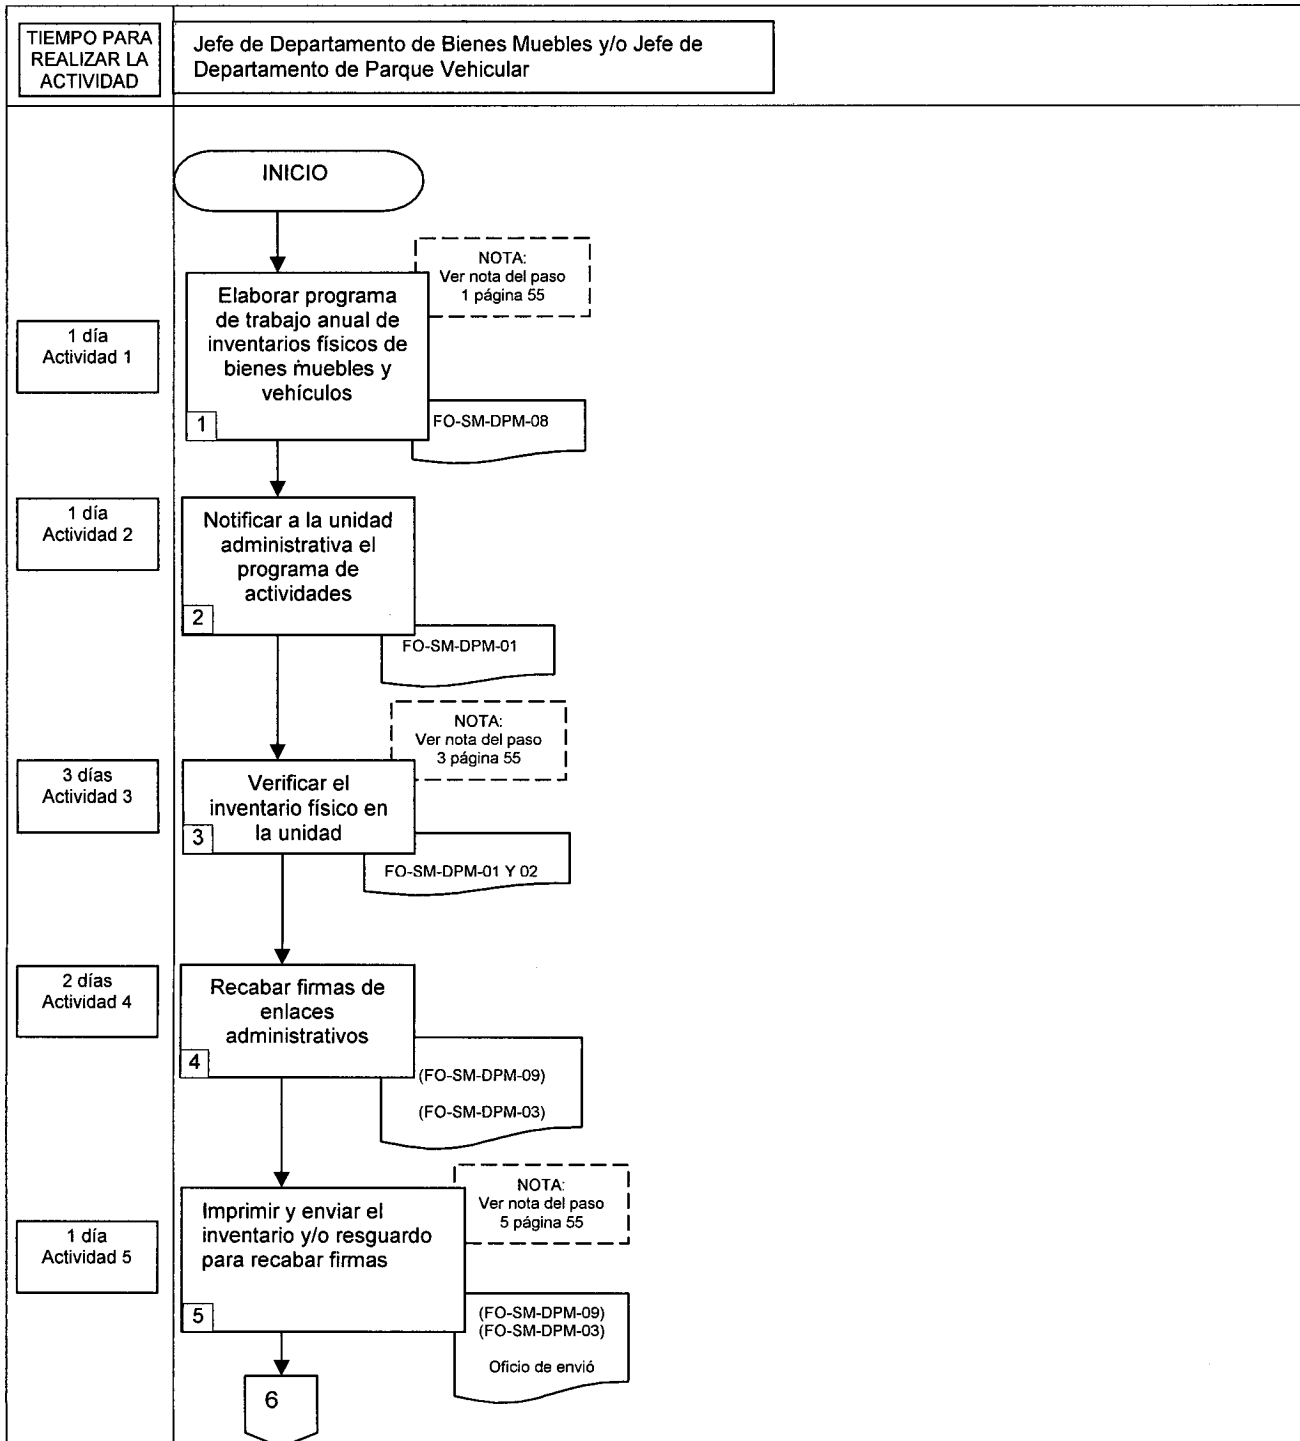 TIEMPO PARA
REALIZAR LA
ACTIVIDAD
Jefe de Departamento de Bienes Muebles y/o Jefe de
Departamento de Parque Vehicular
INICIO
NOTA:
Ver nota del paso
1 página 55
1 día
Actividad 1
Elaborar programa
de trabajo anual de
inventarios físicos de
bienes muebles y
vehículos
1
FO-SM-DPM-08
1 día
Actividad 2
Notificar a la unidad
administrativa el
programa de
actividades
2
FO-SM-DPM-01
NOTA:
Ver nota del paso
3 página 55
3 días
Actividad 3
Verificar el
inventario físico en
la unidad
3
FO-SM-DPM-01 Y 02
2 días
Actividad 4
Recabar firmas de
enlaces
administrativos
4
(FO-SM-DPM-09)
(FO-SM-DPM-03)
NOTA:
Ver nota del paso
5 página 55
1 día
Actividad 5
Imprimir y enviar el
inventario y/o resguardo
para recabar firmas
5
(FO-SM-DPM-09)
(FO-SM-DPM-03)
Oficio de envió
6